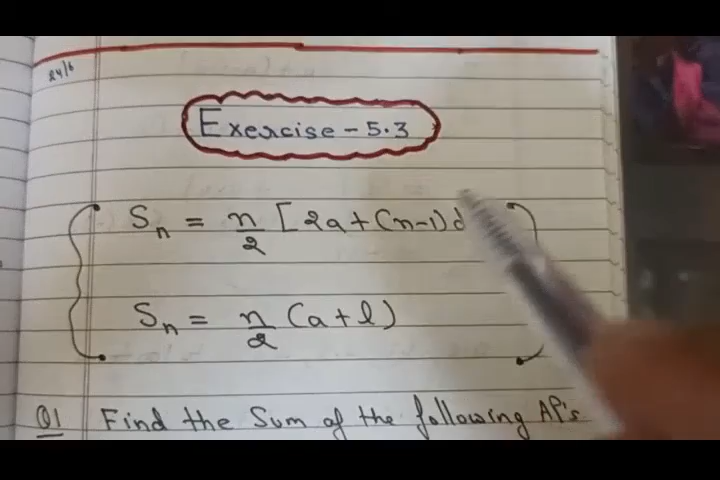 24/6
Exercise - 5.3
Sn = n/2 [2a+(n-1)d
Sn = n/2 (a+l)
Q1 Find the Sum of the following AP's